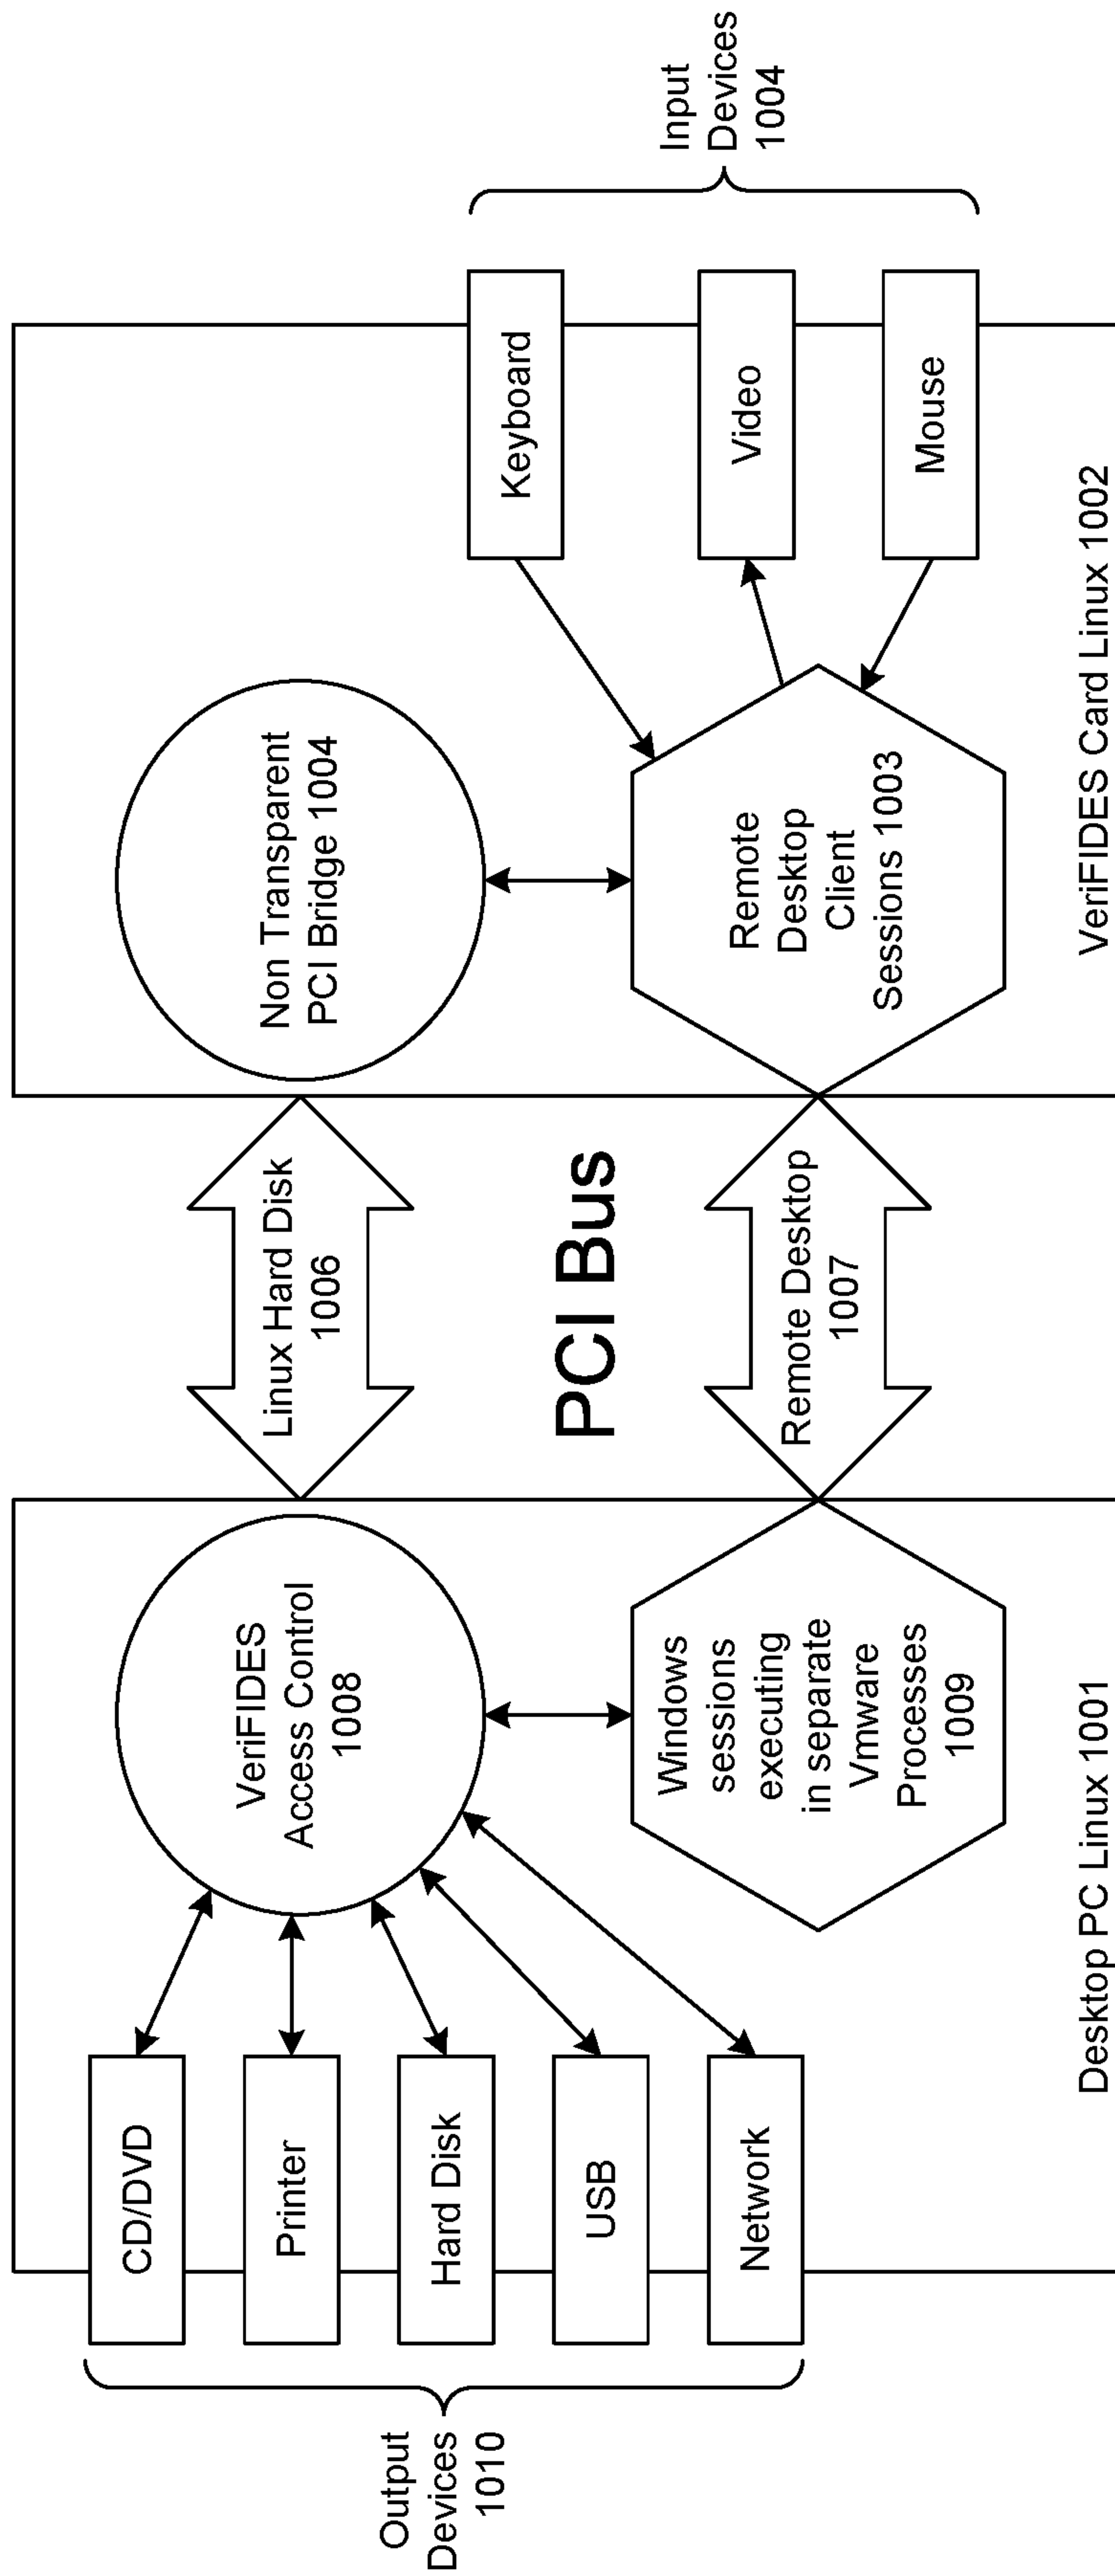 Output
Devices
1010
CD/DVD
Printer
Hard Disk
USB
Network
VeriFIDES
Access Control
1008
Windows
sessions
executing
in separate
Vmware
Processes
1009
Desktop PC Linux 1001
Linux Hard Disk
1006
PCI Bus
Remote Desktop
1007
Non Transparent
PCI Bridge 1004
Remote
Desktop
Client
Sessions 1003
Keyboard
Video
Mouse
VeriFIDES Card Linux 1002
Input
Devices
1004